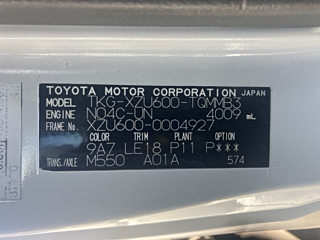 TOYOTA MOTOR CORPORATION JAPAN
MODEL TKG-XZU600-TQMMB3
ENGINE N04C-UN 4009 mL
FRAME No. XZU600-0004927
COLOR TRIM PLANT OPTION
9A7 LE18 P11 P***
TRANS./AXLE M550 A01A 574